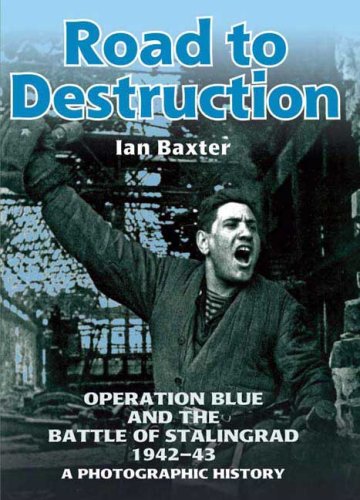 Road to
Destruction
Ian Baxter
OPERATION BLUE
AND THE
BATTLE OF STALINGRAD
1942–43
A PHOTOGRAPHIC HISTORY